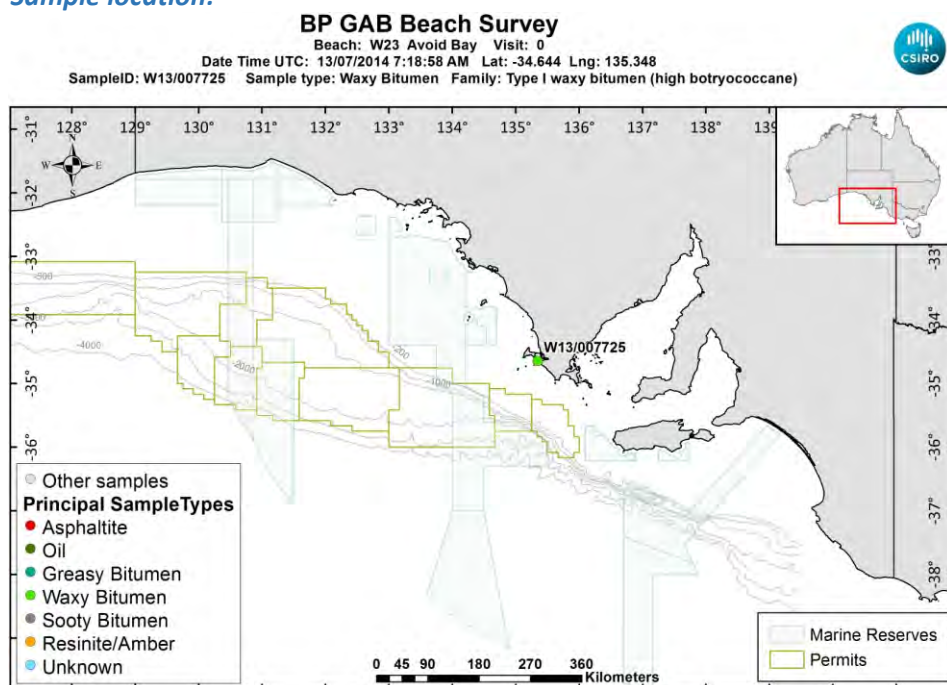 Sample location:
BP GAB Beach Survey
Beach: W23 Avoid Bay Visit: 0
Date Time UTC: 13/07/2014 7:18:58 AM Lat: -34.644 Lng: 135.348
SampleID: W13/007725 Sample type: Waxy Bitumen Family: Type I waxy bitumen (high botryococcane)
CSIRO
128° 129° 130° 131° 132° 133° 134° 135° 136° 137° 138° 139
-31°
-32°
-33°
-34°
-35°
-36°
-37°
-38°
N
W E
S
-33°
-34°
-35°
-36°
-37°
-38°
-4000
-2000
-200
-1000
W13/007725
Other samples
Principal SampleTypes
Asphaltite
Oil
Greasy Bitumen
Waxy Bitumen
Sooty Bitumen
Resinite/Amber
Unknown
0 45 90 180 270 360
Kilometers
Marine Reserves
Permits